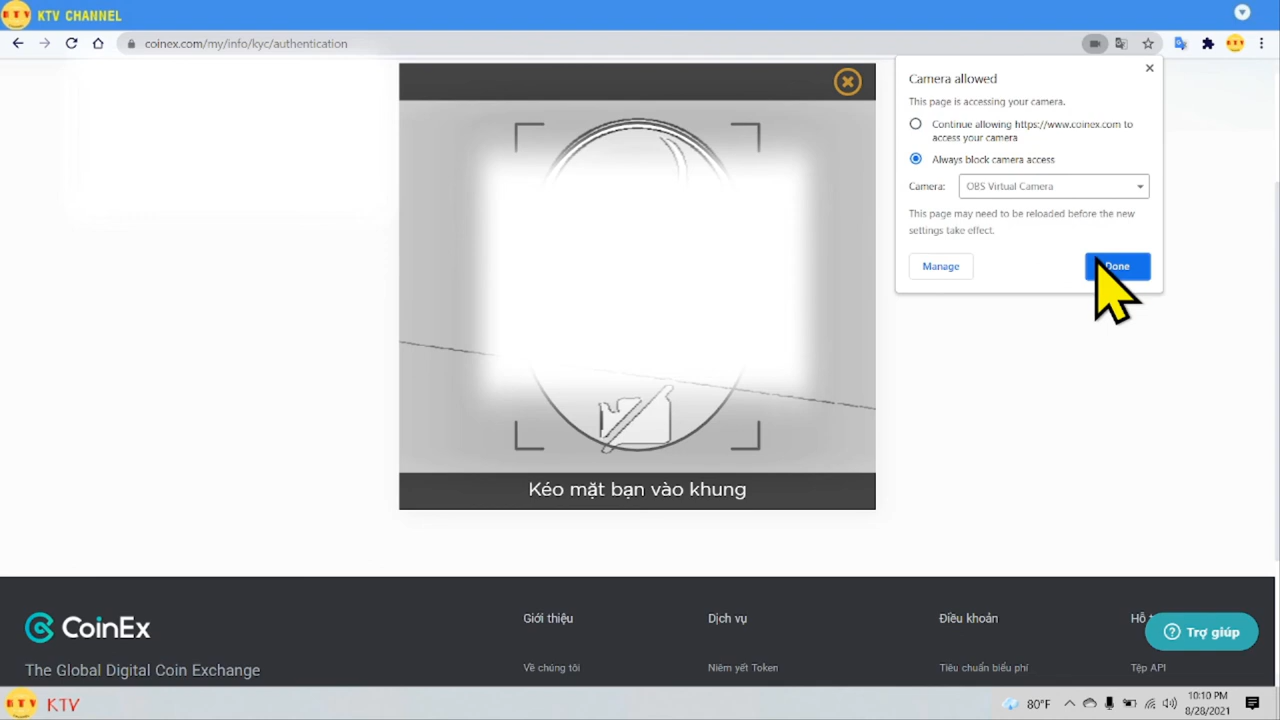 KTV CHANNEL
coinex.com/my/info/kyc/authentication
Camera allowed
This page is accessing your camera.
Continue allowing https://www.coinex.com to
access your camera
Always block camera access
Camera: OBS Virtual Camera
This page may need to be reloaded before the new
settings take effect.
Manage
Done
Kéo mặt bạn vào khung
CoinEx
The Global Digital Coin Exchange
Giới thiệu
Dịch vụ
Điều khoản
Về chúng tôi
Niêm yết Token
Tiêu chuẩn biểu phí
Tệp API
Trợ giúp
KTV
80°F
10:10 PM
8/28/2021